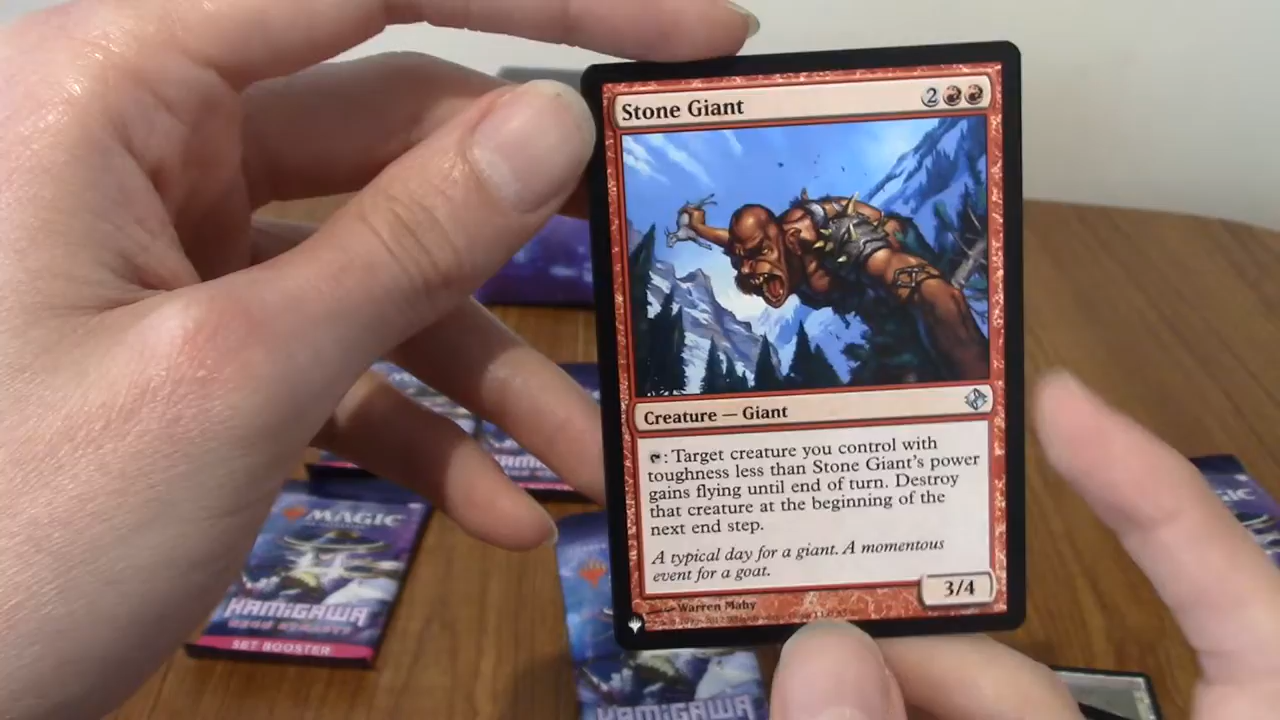 Stone Giant
2
Creature — Giant
: Target creature you control with
toughness less than Stone Giant's power
gains flying until end of turn. Destroy
that creature at the beginning of the
next end step.
A typical day for a giant. A momentous
event for a goat.
3/4
Warren Mahy
MAGIC
KAMIGAWA
SET BOOSTER
KAMIGAWA